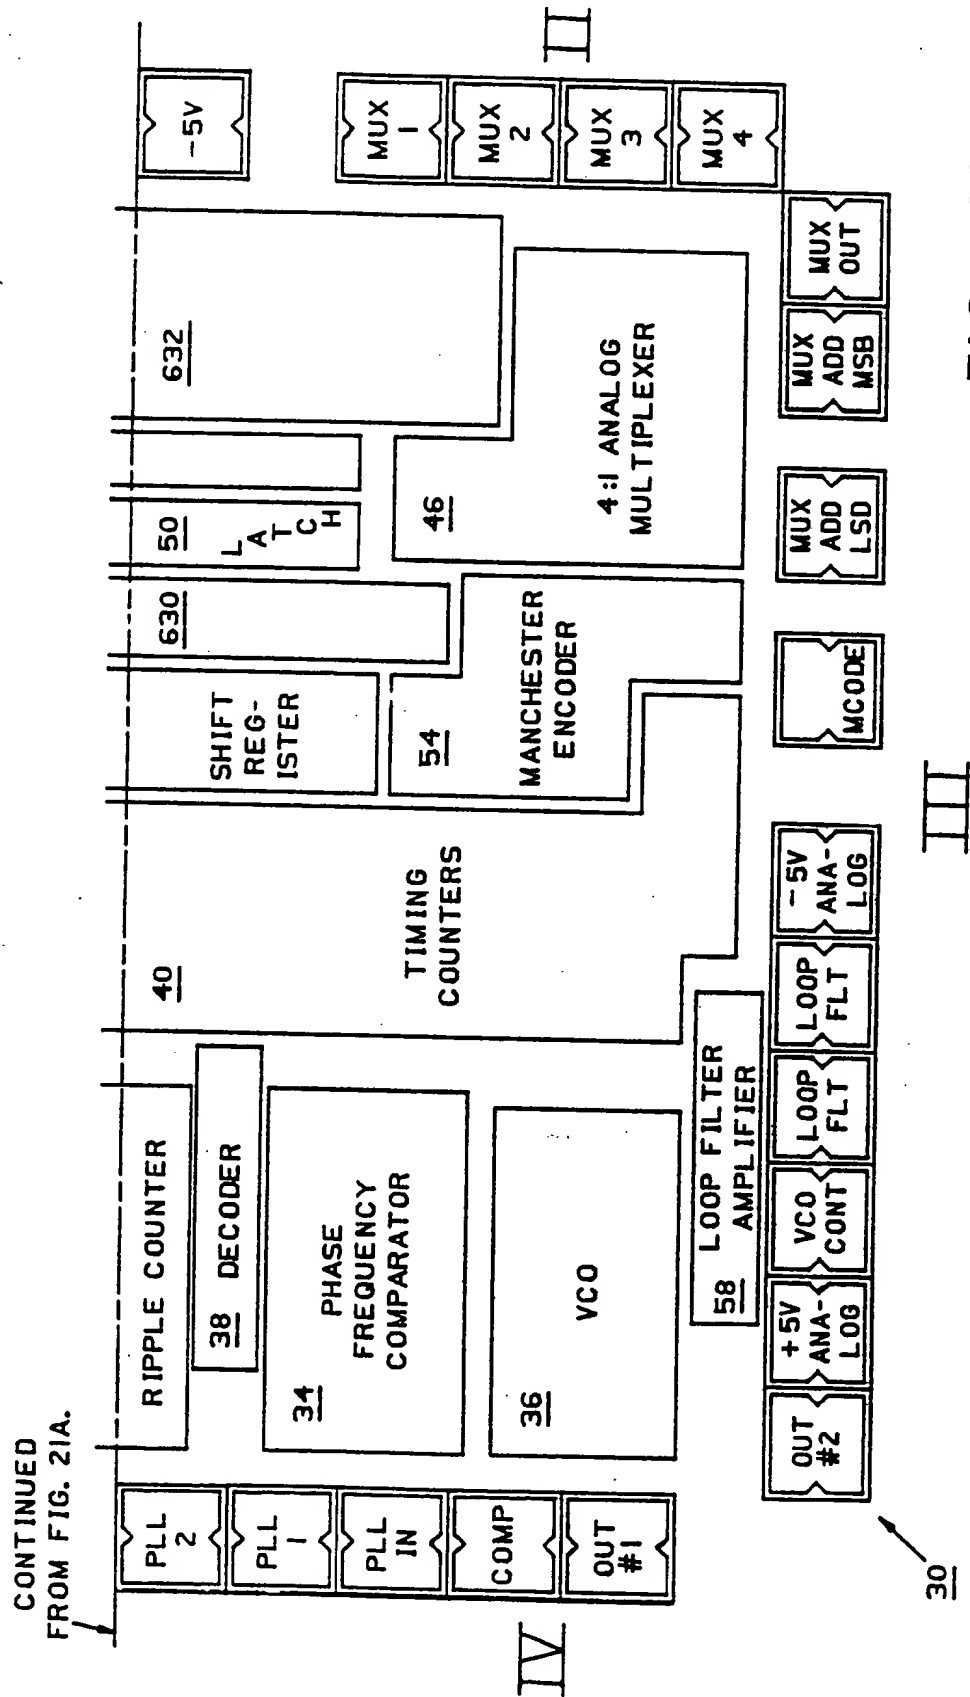 CONTINUED
FROM FIG. 21A.
PLL
2
PLL
1
PLL
IN
COMP
OUT
#1
IV
RIPPLE COUNTER
38 DECODER
34
PHASE
FREQUENCY
COMPARATOR
36
VCO
58
LOOP FILTER
AMPLIFIER
40
TIMING
COUNTERS
SHIFT
REG-
ISTER
54
MANCHESTER
ENCODER
630
50
LATCH
46
4:1 ANALOG
MULTIPLEXER
632
-5V
MUX
1
MUX
2
MUX
3
MUX
4
II
OUT
#2
+5V
ANA-
LOG
VCO
CONT
LOOP
FLT
LOOP
FLT
-5V
ANA-
LOG
MCODE
MUX
ADD
LSD
MUX
ADD
MSB
MUX
OUT
30
III